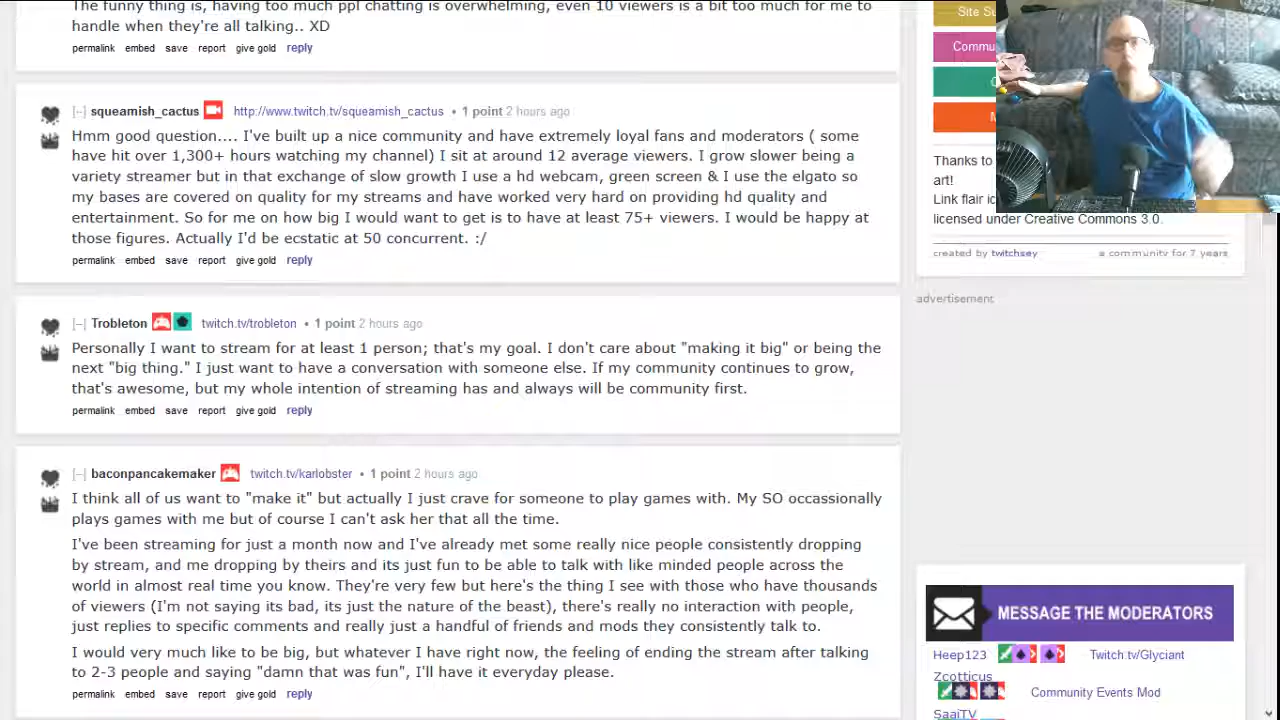 The funny thing is, having too much ppl chatting is overwhelming, even 10 viewers is a bit too much for me to
handle when they're all talking.. XD
permalink embed save report give gold reply
[–] squeamish_cactus http://www.twitch.tv/squeamish_cactus • 1 point 2 hours ago
Hmm good question.... I've built up a nice community and have extremely loyal fans and moderators ( some
have hit over 1,300+ hours watching my channel) I sit at around 12 average viewers. I grow slower being a
variety streamer but in that exchange of slow growth I use a hd webcam, green screen & I use the elgato so
my bases are covered on quality for my streams and have worked very hard on providing hd quality and
entertainment. So for me on how big I would want to get is to have at least 75+ viewers. I would be happy at
those figures. Actually I'd be ecstatic at 50 concurrent. :/
permalink embed save report give gold reply
[–] Trobleton twitch.tv/trobleton • 1 point 2 hours ago
Personally I want to stream for at least 1 person; that's my goal. I don't care about "making it big" or being the
next "big thing." I just want to have a conversation with someone else. If my community continues to grow,
that's awesome, but my whole intention of streaming has and always will be community first.
permalink embed save report give gold reply
[–] baconpancakemaker twitch.tv/karlobster • 1 point 2 hours ago
I think all of us want to "make it" but actually I just crave for someone to play games with. My SO occassionally
plays games with me but of course I can't ask her that all the time.
I've been streaming for just a month now and I've already met some really nice people consistently dropping
by stream, and me dropping by theirs and its just fun to be able to talk with like minded people across the
world in almost real time you know. They're very few but here's the thing I see with those who have thousands
of viewers (I'm not saying its bad, its just the nature of the beast), there's really no interaction with people,
just replies to specific comments and really just a handful of friends and mods they consistently talk to.
I would very much like to be big, but whatever I have right now, the feeling of ending the stream after talking
to 2-3 people and saying "damn that was fun", I'll have it everyday please.
permalink embed save report give gold reply
Site Su
Commu
Thanks to
art!
Link flair ic
licensed under Creative Commons 3.0.
created by twitchsey a community for 7 years
advertisement
MESSAGE THE MODERATORS
Heep123 Twitch.tv/Glyciant
Zcotticus
Community Events Mod
SaaiTV